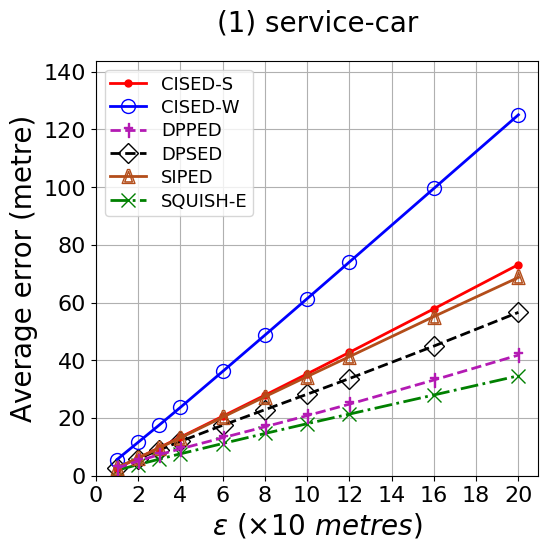 (1) service-car
Average error (metre)
140
120
100
80
60
40
20
0
CISED-S
CISED-W
DPPED
DPSED
SIPED
SQUISH-E
0 2 4 6 8 10 12 14 16 18 20
ε (×10 metres)